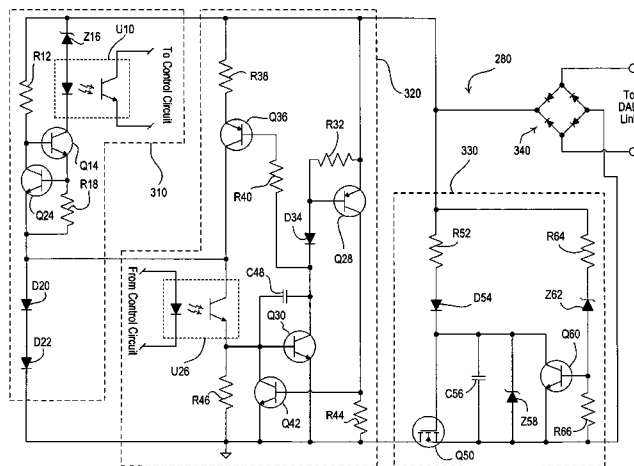 Z16
U10
R12
To Control Circuit
Q14
R18
Q24
310
D20
D22
From Control Circuit
U26
R46
R38
Q36
R40
R32
D34
Q28
C48
Q30
Q42
R44
320
280
340
To
DAL
Link
330
R52
R64
D54
Z62
Q60
C56
Z58
R66
Q50